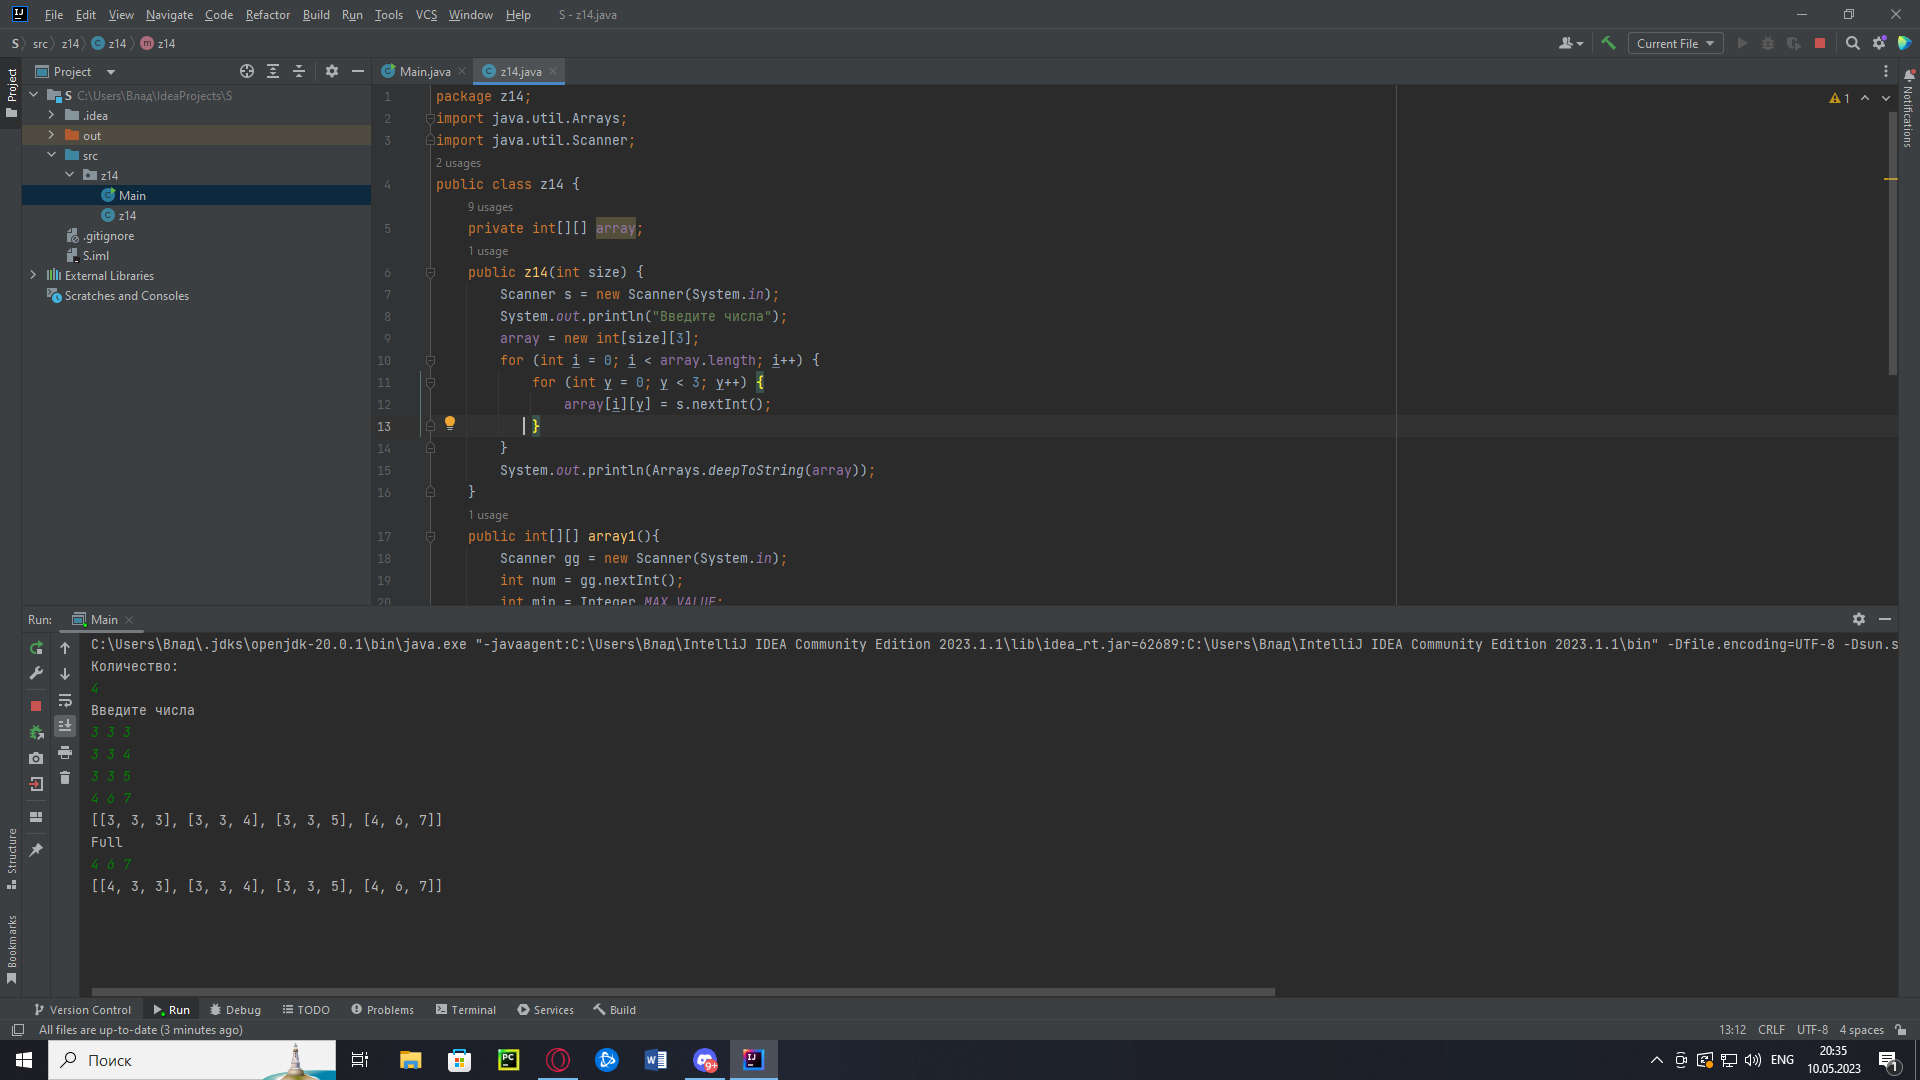 File Edit View Navigate Code Refactor Build Run Tools VCS Window Help S - z14.java
S src z14 z14 z14
Current File
Project
Main.java z14.java
S C:\Users\Влад\IdeaProjects\S
.idea
out
src
z14
Main
z14
.gitignore
S.iml
External Libraries
Scratches and Consoles
Project
Structure
Bookmarks
Notifications
1
1 package z14;
2 import java.util.Arrays;
3 import java.util.Scanner;
2 usages
4 public class z14 {
9 usages
5 private int[][] array;
1 usage
6 public z14(int size) {
7 Scanner s = new Scanner(System.in);
8 System.out.println("Введите числа");
9 array = new int[size][3];
10 for (int i = 0; i < array.length; i++) {
11 for (int y = 0; y < 3; y++) {
12 array[i][y] = s.nextInt();
13 }
14 }
15 System.out.println(Arrays.deepToString(array));
16 }
1 usage
17 public int[][] array1(){
18 Scanner gg = new Scanner(System.in);
19 int num = gg.nextInt();
20 int min = Integer.MAX_VALUE;
Run: Main
C:\Users\Влад\.jdks\openjdk-20.0.1\bin\java.exe "-javaagent:C:\Users\Влад\IntelliJ IDEA Community Edition 2023.1.1\lib\idea_rt.jar=62689:C:\Users\Влад\IntelliJ IDEA Community Edition 2023.1.1\bin" -Dfile.encoding=UTF-8 -Dsun.s
Количество:
4
Введите числа
3 3 3
3 3 4
3 3 5
4 6 7
[[3, 3, 3], [3, 3, 4], [3, 3, 5], [4, 6, 7]]
Full
4 6 7
[[4, 3, 3], [3, 3, 4], [3, 3, 5], [4, 6, 7]]
Version Control Run Debug TODO Problems Terminal Services Build
All files are up-to-date (3 minutes ago)
13:12 CRLF UTF-8 4 spaces
Поиск
ENG
20:35
10.05.2023
1